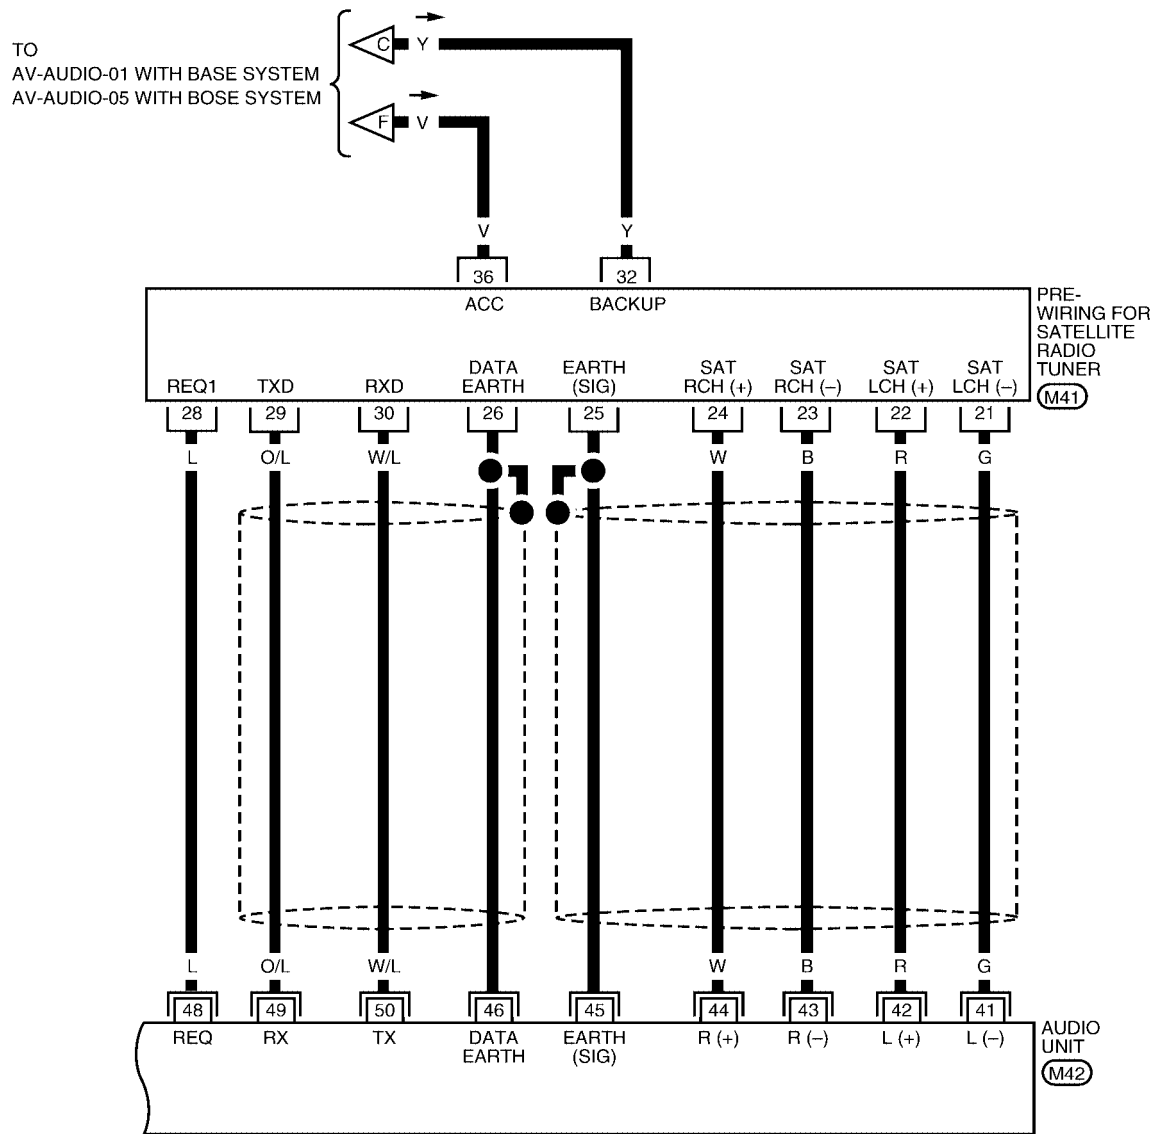 TO
AV-AUDIO-01 WITH BASE SYSTEM
AV-AUDIO-05 WITH BOSE SYSTEM
C Y
F V
V Y
36 32
ACC BACKUP
PRE-
WIRING FOR
SATELLITE
RADIO
TUNER
M41
REQ1 TXD RXD DATA EARTH EARTH (SIG) SAT RCH (+) SAT RCH (–) SAT LCH (+) SAT LCH (–)
28 29 30 26 25 24 23 22 21
L O/L W/L W B R G
L O/L W/L W B R G
48 49 50 46 45 44 43 42 41
REQ RX TX DATA EARTH EARTH (SIG) R (+) R (–) L (+) L (–)
AUDIO
UNIT
M42